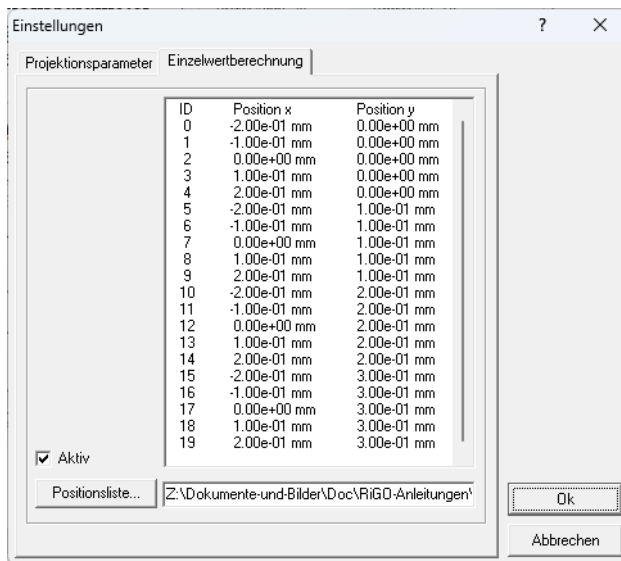 Einstellungen ? X
Projektionsparameter Einzelwertberechnung
ID Position x Position y
0 -2.00e-01 mm 0.00e+00 mm
1 -1.00e-01 mm 0.00e+00 mm
2 0.00e+00 mm 0.00e+00 mm
3 1.00e-01 mm 0.00e+00 mm
4 2.00e-01 mm 0.00e+00 mm
5 -2.00e-01 mm 1.00e-01 mm
6 -1.00e-01 mm 1.00e-01 mm
7 0.00e+00 mm 1.00e-01 mm
8 1.00e-01 mm 1.00e-01 mm
9 2.00e-01 mm 1.00e-01 mm
10 -2.00e-01 mm 2.00e-01 mm
11 -1.00e-01 mm 2.00e-01 mm
12 0.00e+00 mm 2.00e-01 mm
13 1.00e-01 mm 2.00e-01 mm
14 2.00e-01 mm 2.00e-01 mm
15 -2.00e-01 mm 3.00e-01 mm
16 -1.00e-01 mm 3.00e-01 mm
17 0.00e+00 mm 3.00e-01 mm
18 1.00e-01 mm 3.00e-01 mm
19 2.00e-01 mm 3.00e-01 mm
Aktiv
Positionsliste... Z:\Dokumente-und-Bilder\Doc\RiGO-Anleitungen\
Ok
Abbrechen